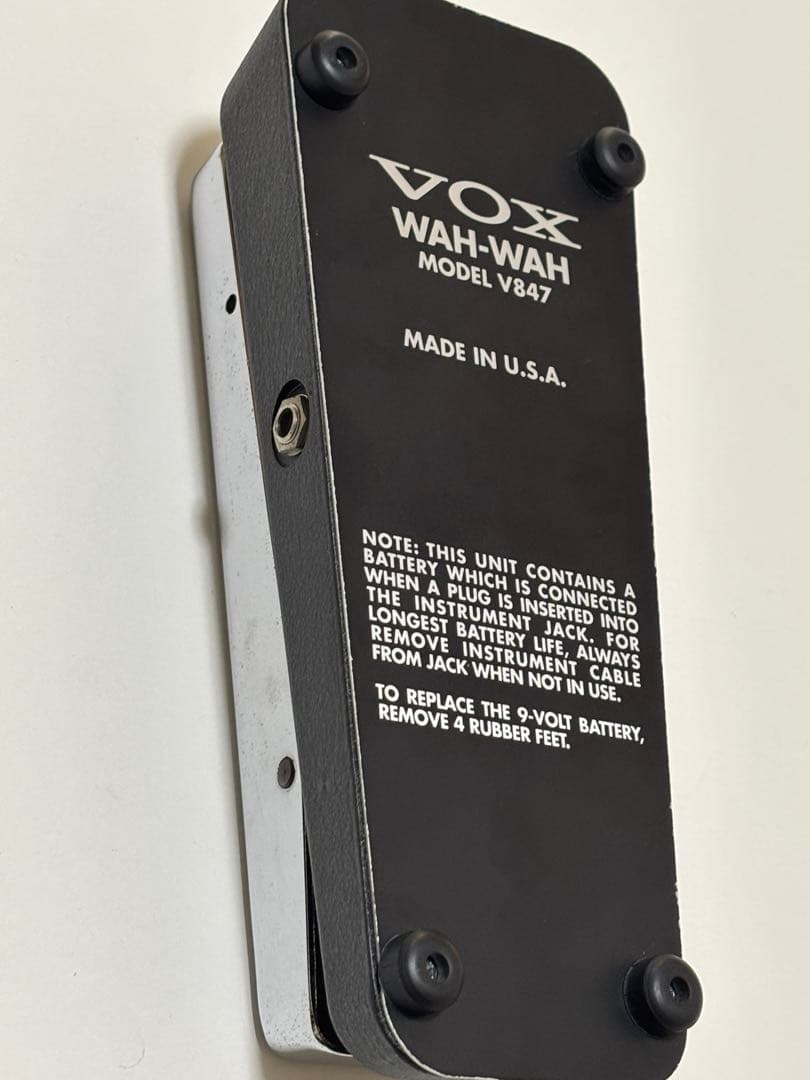 VOX
WAH-WAH
MODEL V847
MADE IN U.S.A.
NOTE: THIS UNIT CONTAINS A
BATTERY WHICH IS CONNECTED
WHEN A PLUG IS INSERTED INTO
THE INSTRUMENT JACK. FOR
LONGEST BATTERY LIFE, ALWAYS
REMOVE INSTRUMENT CABLE
FROM JACK WHEN NOT IN USE.
TO REPLACE THE 9-VOLT BATTERY,
REMOVE 4 RUBBER FEET.